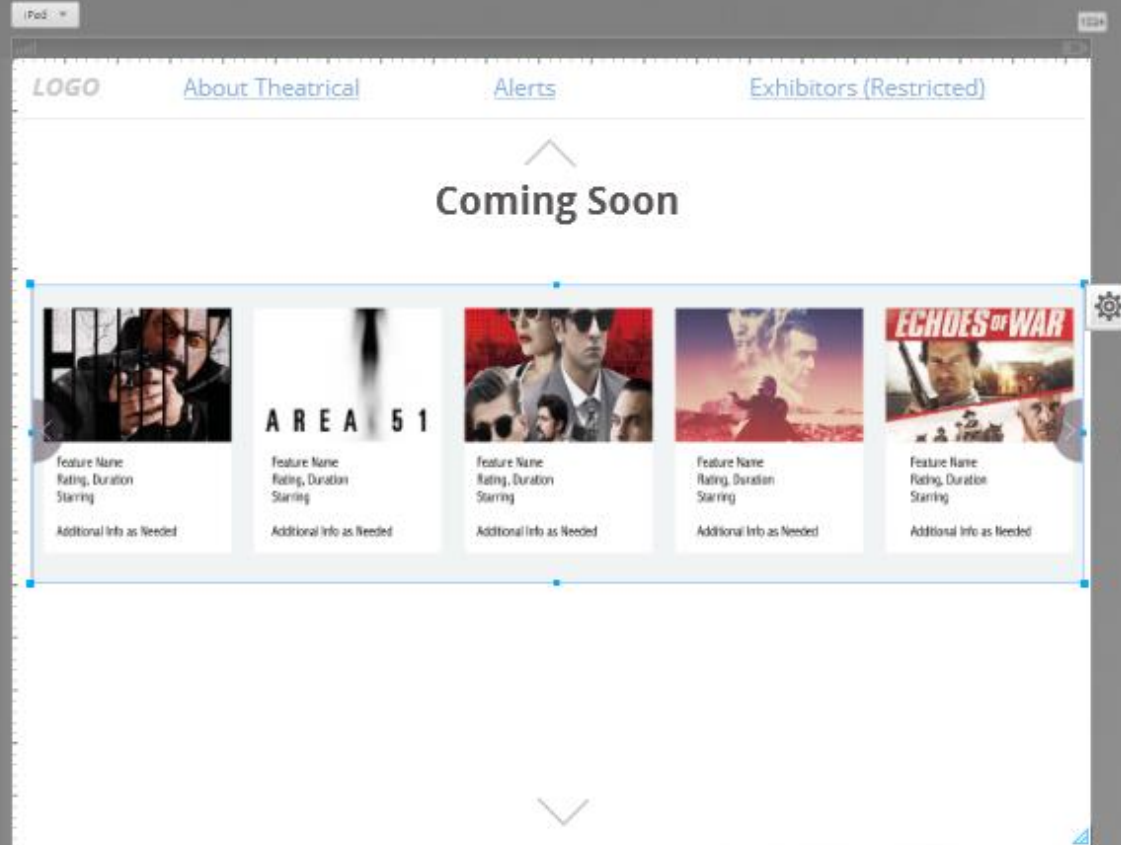 iPad
1024
LOGO About Theatrical Alerts Exhibitors (Restricted)
Coming Soon
AREA 51
ECHOES OF WAR
Feature Name
Rating, Duration
Starring
Additional Info as Needed
Feature Name
Rating, Duration
Starring
Additional Info as Needed
Feature Name
Rating, Duration
Starring
Additional Info as Needed
Feature Name
Rating, Duration
Starring
Additional Info as Needed
Feature Name
Rating, Duration
Starring
Additional Info as Needed